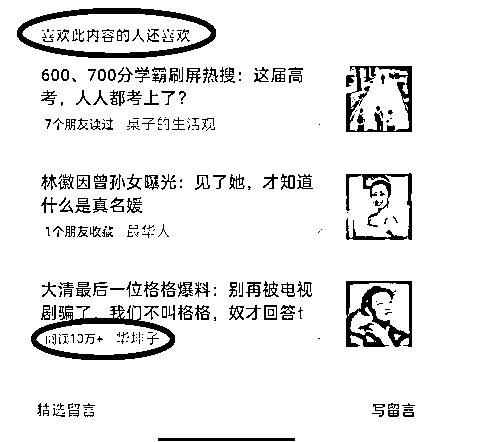 喜欢此内容的人还喜欢
600、700分学霸刷屏热搜：这届高
考，人人都考上了？
7个朋友读过 桌子的生活观
林徽因曾孙女曝光：见了她，才知道
什么是真名媛
1个朋友收藏 最华人
大清最后一位格格爆料：别再被电视
剧骗了，我们不叫格格，奴才回答t
阅读10万+ 华坤子
精选留言 写留言